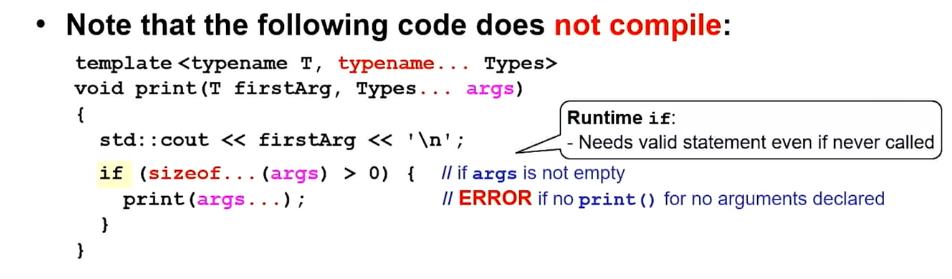 • Note that the following code does not compile:
template <typename T, typename... Types>
void print(T firstArg, Types... args)
{
Runtime if:
std::cout << firstArg << '\n';
- Needs valid statement even if never called
if (sizeof...(args) > 0) { // if args is not empty
print(args...); // ERROR if no print() for no arguments declared
}
}